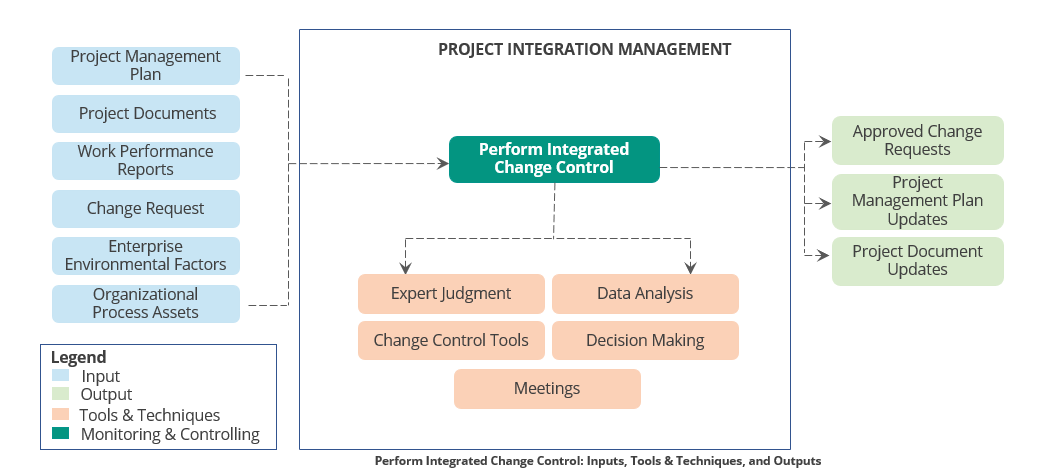 PROJECT INTEGRATION MANAGEMENT
Project Management
Plan
Project Documents
Work Performance
Reports
Change Request
Enterprise
Environmental Factors
Organizational
Process Assets
Perform Integrated
Change Control
Expert Judgment
Data Analysis
Change Control Tools
Decision Making
Meetings
Approved Change
Requests
Project
Management Plan
Updates
Project Document
Updates
Legend
Input
Output
Tools & Techniques
Monitoring & Controlling
Perform Integrated Change Control: Inputs, Tools & Techniques, and Outputs